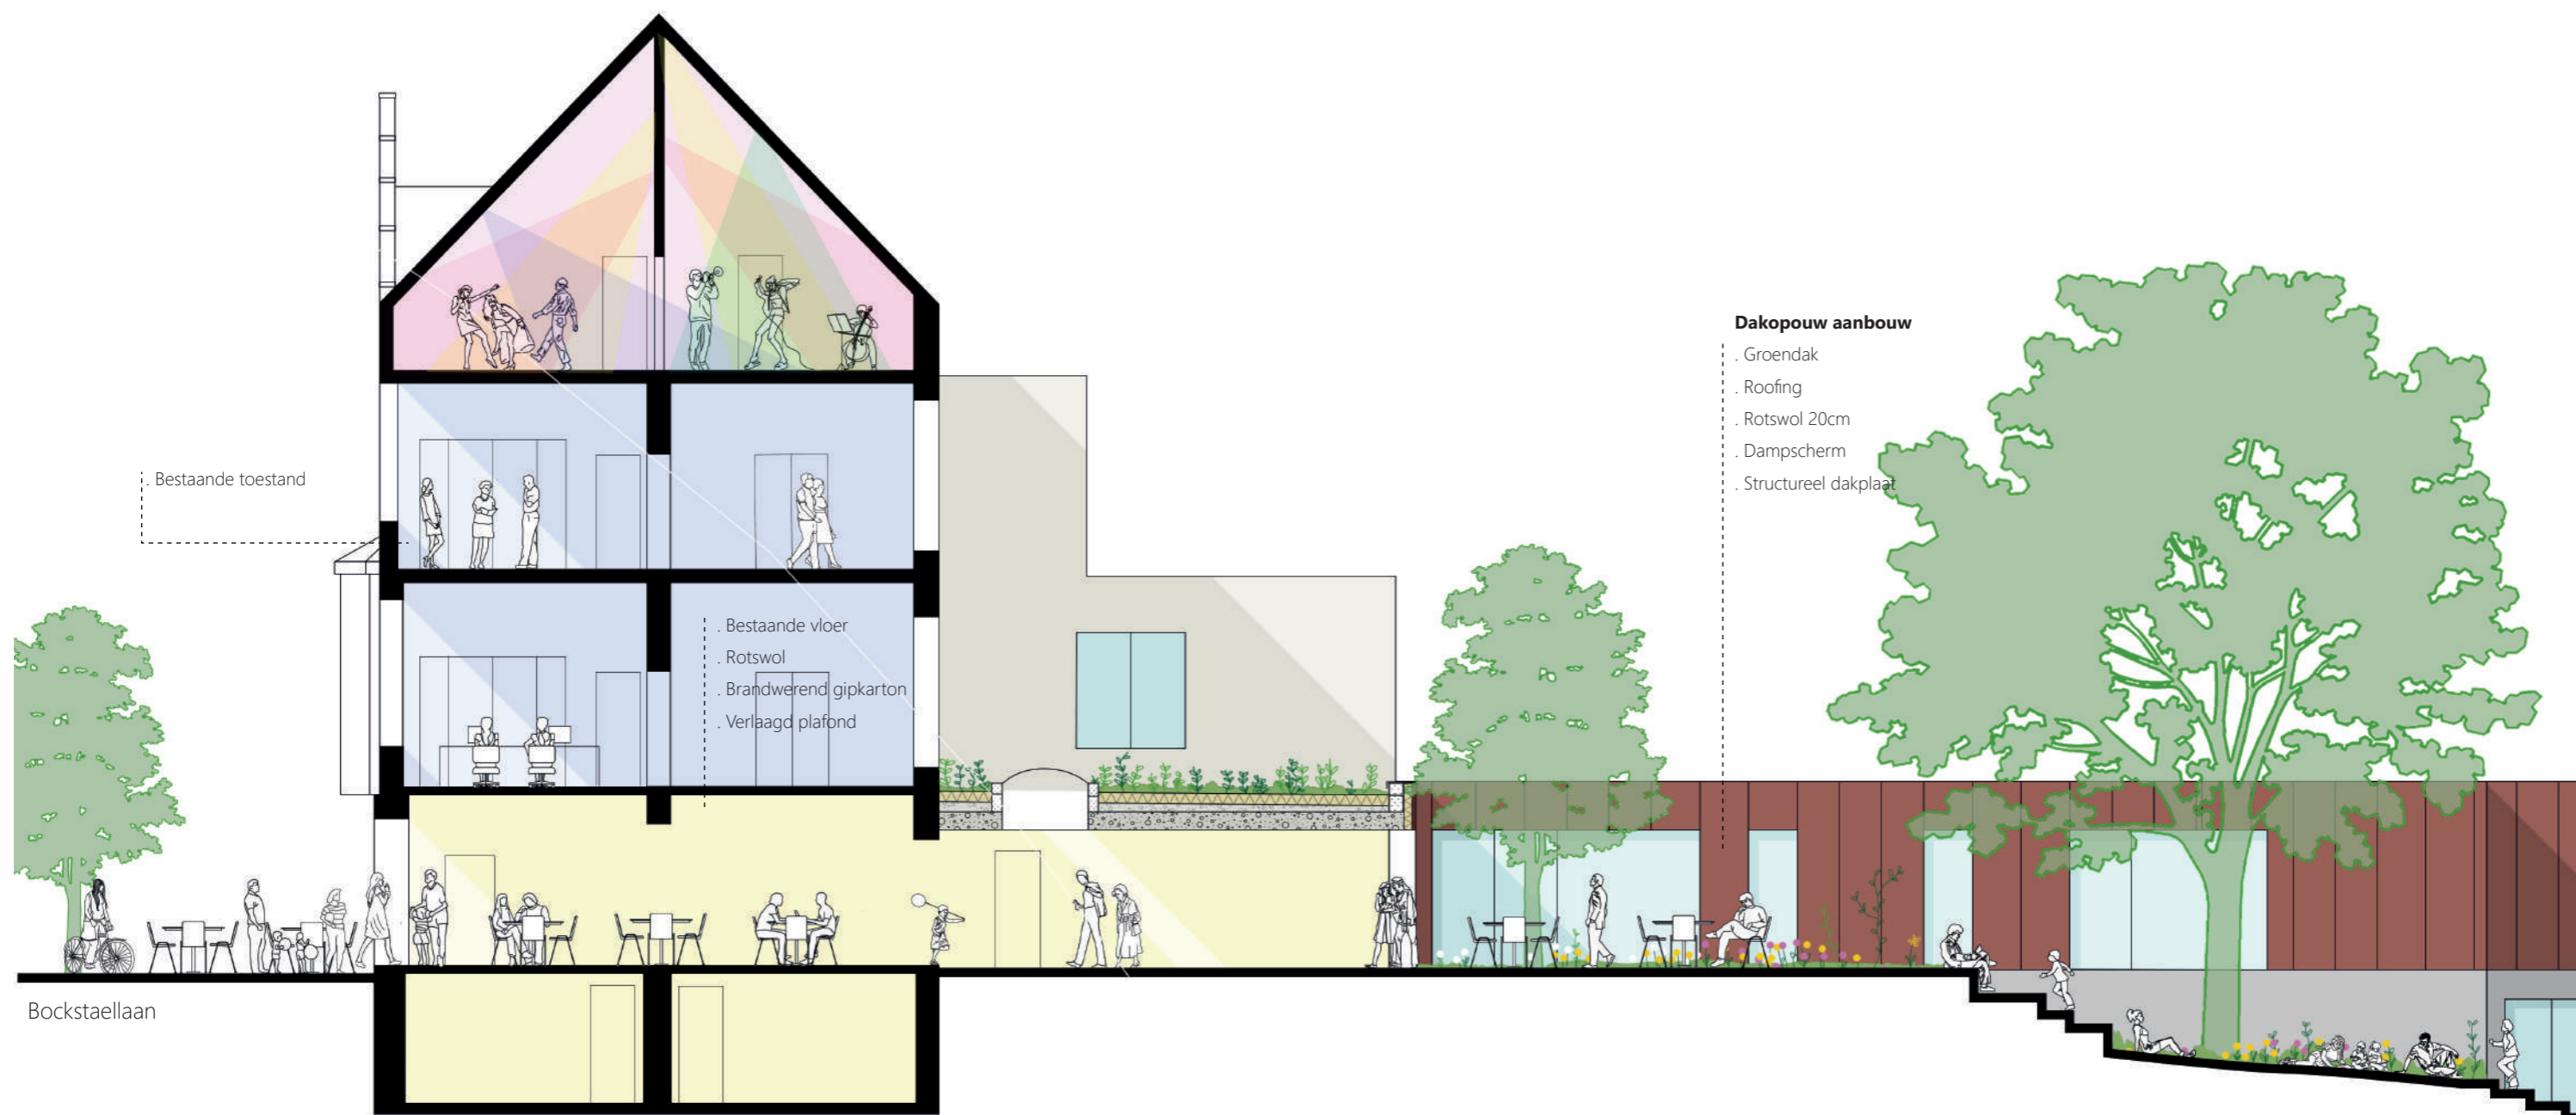 . Bestaande toestand
. Bestaande vloer
. Rotswol
. Brandwerend gipkarton
. Verlaagd plafond
Dakopouw aanbouw
. Groendak
. Roofing
. Rotswol 20cm
. Dampscherm
. Structureel dakplaat
Bockstaellaan